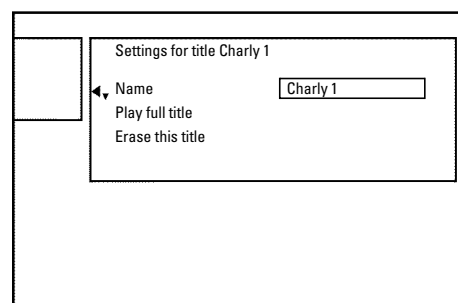 Settings for title Charly 1
Name Charly 1
Play full title
Erase this title